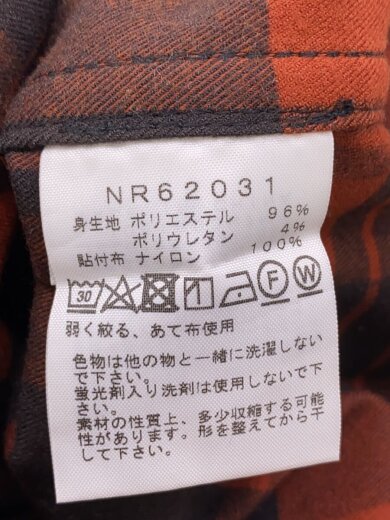 NR62031
身生地 ポリエステル 96%
ポリウレタン 4%
貼付布 ナイロン 100%
30 F W
弱く絞る、あて布使用
色物は他の物と一緒に洗濯しない
で下さい。
蛍光剤入り洗剤は使用しないで下
さい。
素材の性質上、多少収縮する可能
性があります。形を整えてから干
して下さい。